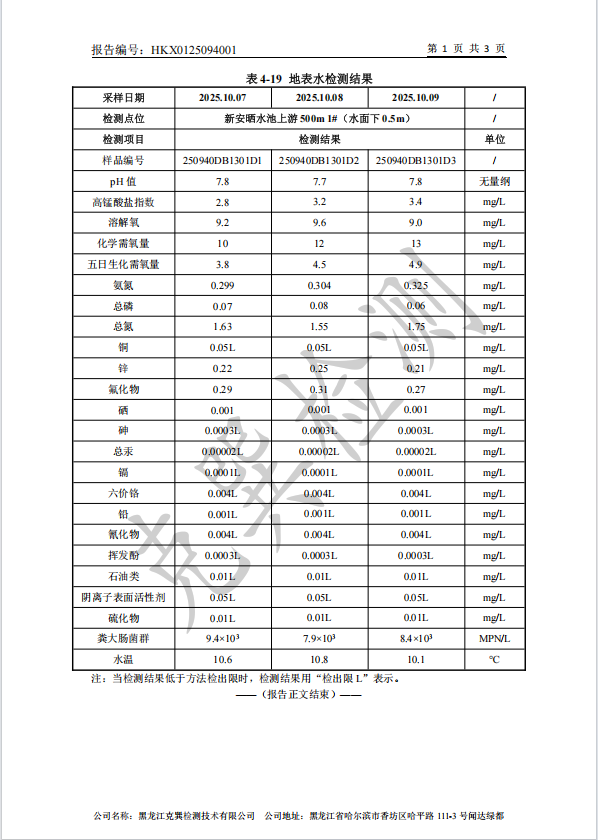 报告编号：HKX0125094001 第 1 页 共 3 页
表 4-19 地表水检测结果
采样日期 2025.10.07 2025.10.08 2025.10.09 /
检测点位 新安晒水池上游 500m 1#（水面下 0.5m） /
检测项目 检测结果 单位
样品编号 250940DB1301D1 250940DB1301D2 250940DB1301D3 /
pH 值 7.8 7.7 7.8 无量纲
高锰酸盐指数 2.8 3.2 3.4 mg/L
溶解氧 9.2 9.6 9.0 mg/L
化学需氧量 10 12 13 mg/L
五日生化需氧量 3.8 4.5 4.9 mg/L
氨氮 0.299 0.304 0.325 mg/L
总磷 0.07 0.08 0.06 mg/L
总氮 1.63 1.55 1.75 mg/L
铜 0.05L 0.05L 0.05L mg/L
锌 0.22 0.25 0.21 mg/L
氟化物 0.29 0.31 0.27 mg/L
硒 0.001 0.001 0.001 mg/L
砷 0.0003L 0.0003L 0.0003L mg/L
总汞 0.00002L 0.00002L 0.00002L mg/L
镉 0.0001L 0.0001L 0.0001L mg/L
六价铬 0.004L 0.004L 0.004L mg/L
铅 0.001L 0.001L 0.001L mg/L
氰化物 0.004L 0.004L 0.004L mg/L
挥发酚 0.0003L 0.0003L 0.0003L mg/L
石油类 0.01L 0.01L 0.01L mg/L
阴离子表面活性剂 0.05L 0.05L 0.05L mg/L
硫化物 0.01L 0.01L 0.01L mg/L
粪大肠菌群 9.4×10³ 7.9×10³ 8.4×10³ MPN/L
水温 10.6 10.8 10.1 ℃
注：当检测结果低于方法检出限时，检测结果用“检出限 L”表示。
——（报告正文结束）——
克巽检测
公司名称：黑龙江克巽检测技术有限公司 公司地址：黑龙江省哈尔滨市香坊区哈平路 111-3 号闻达绿都